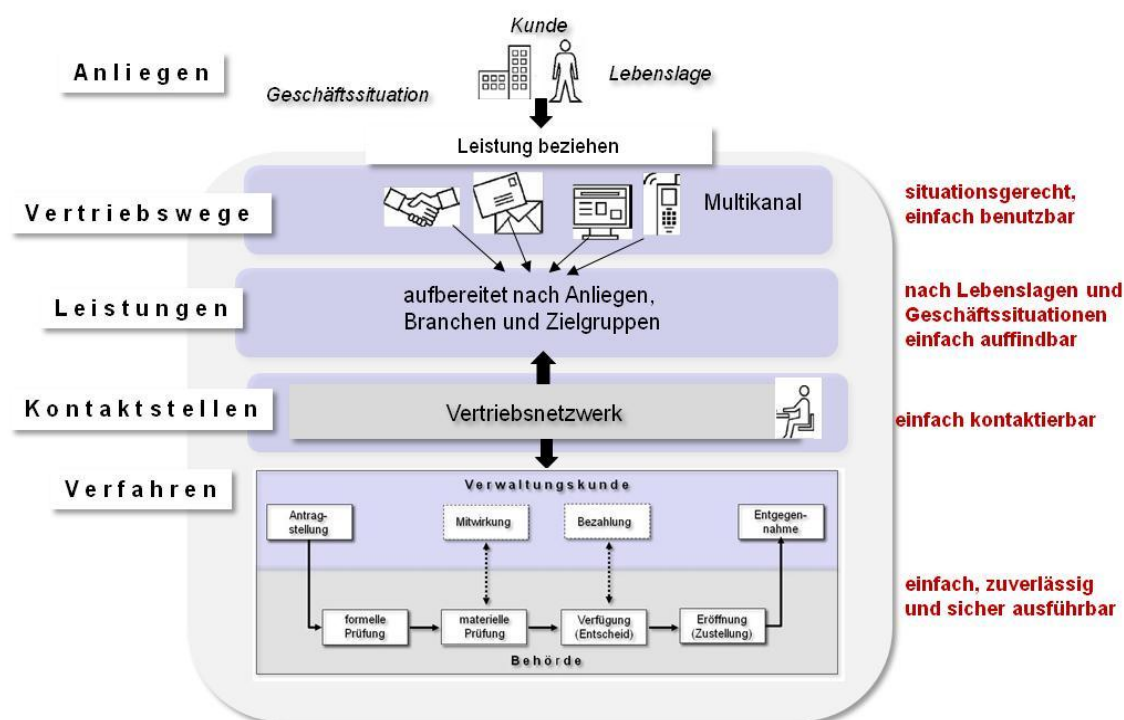 Kunde
Anliegen
Lebenslage
Geschäftssituation
Leistung beziehen
Vertriebswege
Multikanal
situationsgerecht,
einfach benutzbar
Leistungen
aufbereitet nach Anliegen,
Branchen und Zielgruppen
nach Lebenslagen und
Geschäftssituationen
einfach auffindbar
Kontaktstellen
Vertriebsnetzwerk
einfach kontaktierbar
Verfahren
Verwaltungskunde
Antrag-
stellung
Mitwirkung
Bezahlung
Entgegen-
nahme
formelle
Prüfung
materielle
Prüfung
Verfügung
(Entscheid)
Eröffnung
(Zustellung)
Behörde
einfach, zuverlässig
und sicher ausführbar